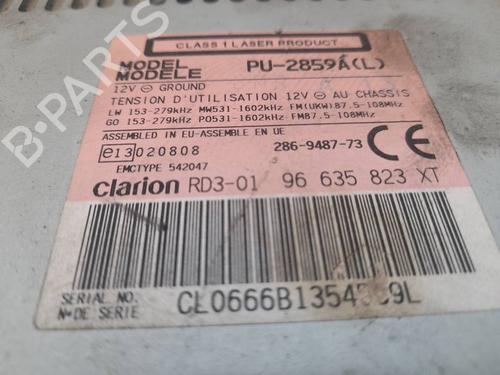 CLASS 1 LASER PRODUCT
MODEL PU-2859A(L)
MODELE
12V ⊖ GROUND
TENSION D'UTILISATION 12V ⊖ AU CHASSIS
LW 153-279kHz MW531-1602kHz FM(UKW)87.5-108MHz
GO 153-279kHz PO531-1602kHz FM87.5-108MHz
ASSEMBLED IN EU-ASSEMBLE EN UE
e13 020808 286-9487-73 CE
EMCTYPE 542047
clarion RD3-01 96 635 823 XT
SERIAL NO.
Nº DE SERIE
B-PARTS